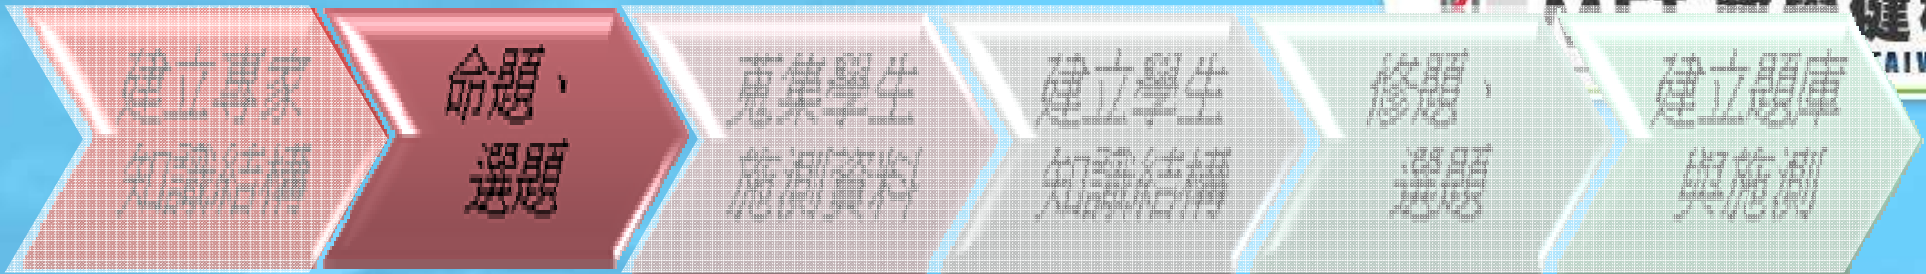 建立專家
知識結構
命題、
選題
蒐集學生
施測資料
建立學生
知識結構
修題、
選題
建立題庫
與施測